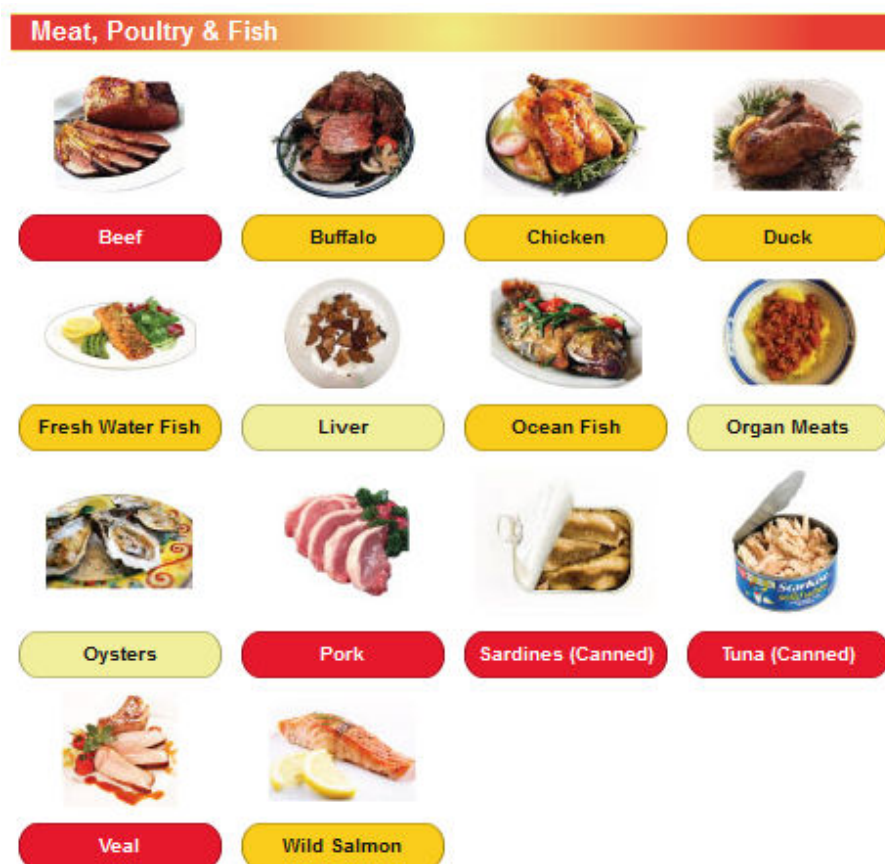 Meat, Poultry & Fish
Beef
Buffalo
Chicken
Duck
Fresh Water Fish
Liver
Ocean Fish
Organ Meats
StarKist
Oysters
Pork
Sardines (Canned)
Tuna (Canned)
Veal
Wild Salmon